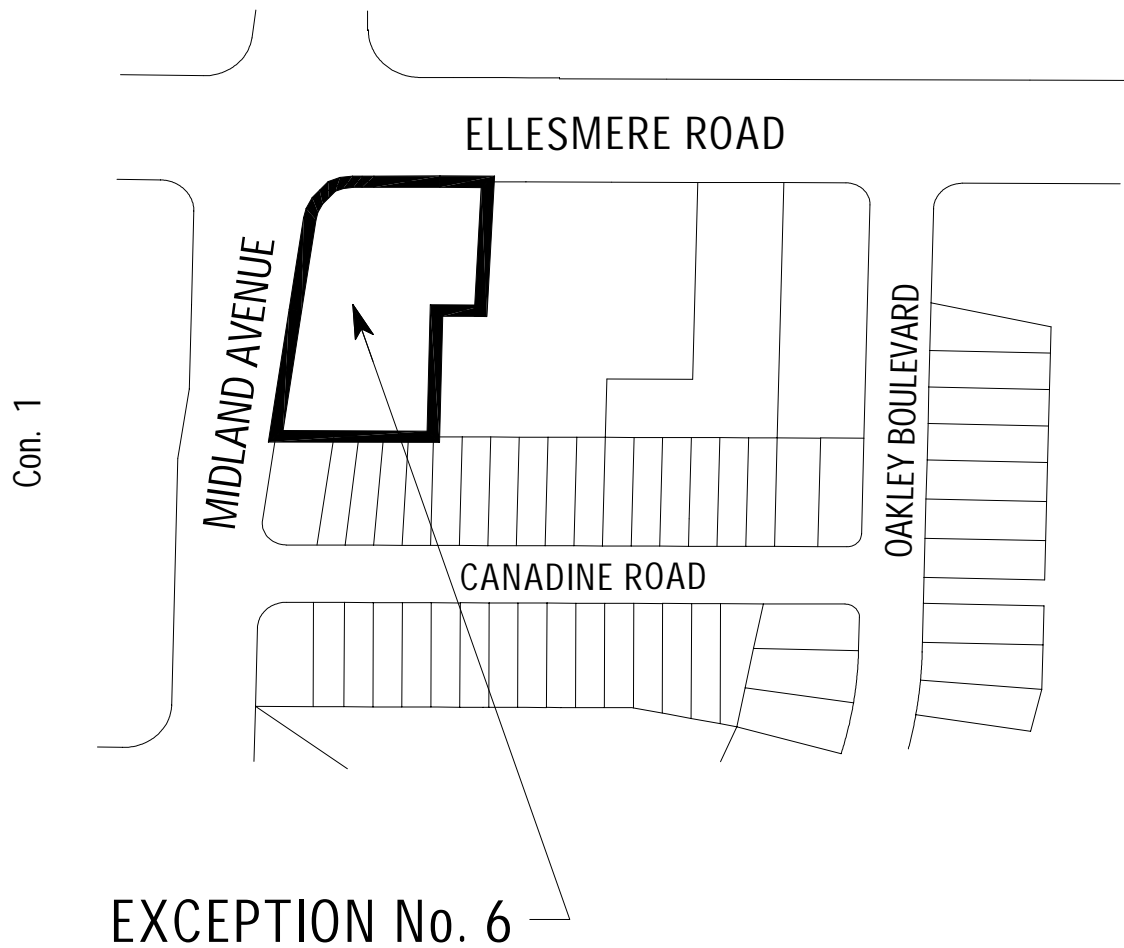 ELLESMERE ROAD
MIDLAND AVENUE
Con. 1
OAKLEY BOULEVARD
CANADINE ROAD
EXCEPTION No. 6